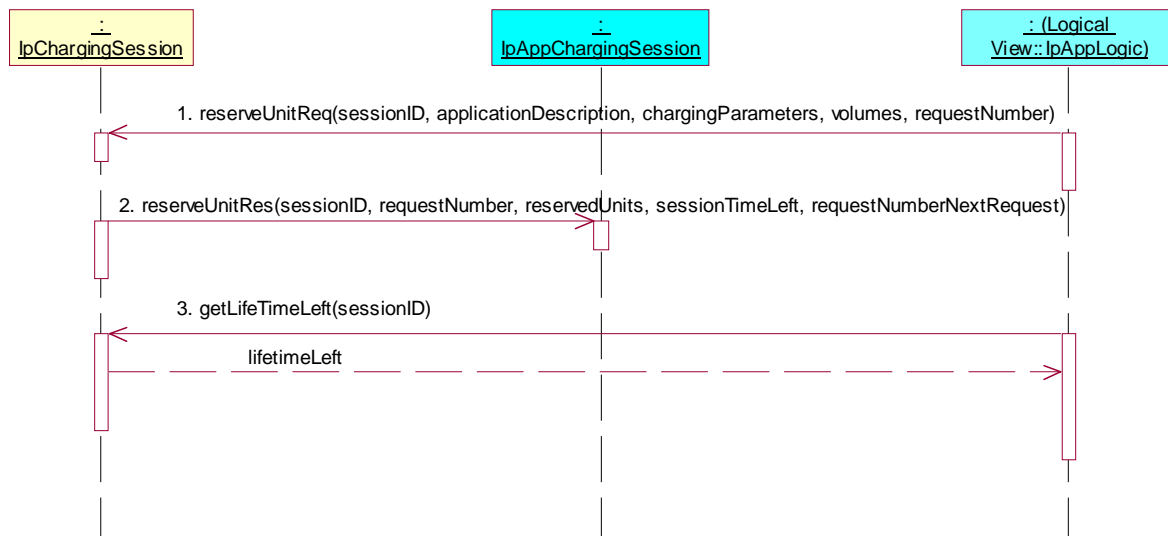 :
IpChargingSession
:
IpAppChargingSession
: (Logical
View::IpAppLogic)
1. reserveUnitReq(sessionID, applicationDescription, chargingParameters, volumes, requestNumber)
2. reserveUnitRes(sessionID, requestNumber, reservedUnits, sessionTimeLeft, requestNumberNextRequest)
3. getLifeTimeLeft(sessionID)
lifetimeLeft